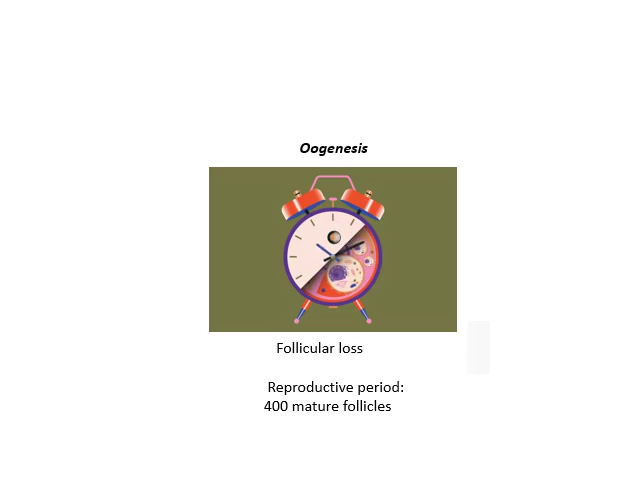 Oogenesis
Follicular loss
Reproductive period:
400 mature follicles